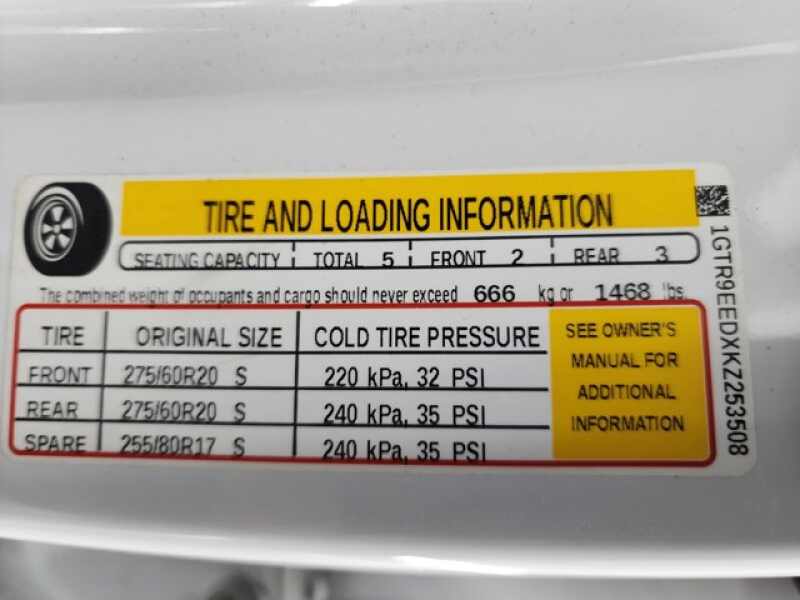 TIRE AND LOADING INFORMATION
SEATING CAPACITY TOTAL 5 FRONT 2 REAR 3
The combined weight of occupants and cargo should never exceed 666 kg or 1468 lbs.
TIRE ORIGINAL SIZE COLD TIRE PRESSURE
FRONT 275/60R20 S 220 kPa, 32 PSI
REAR 275/60R20 S 240 kPa, 35 PSI
SPARE 255/80R17 S 240 kPa, 35 PSI
SEE OWNER'S
MANUAL FOR
ADDITIONAL
INFORMATION
1GTR9EEDXKZ253508